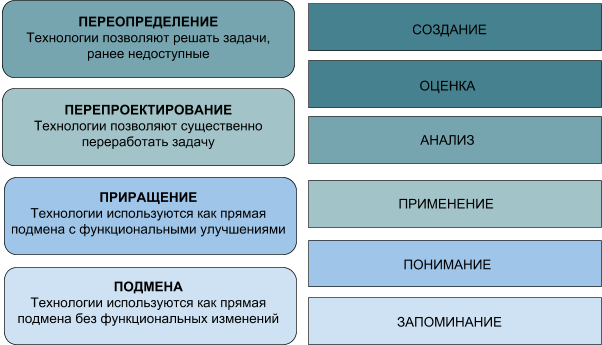 ПЕРЕОПРЕДЕЛЕНИЕ
Технологии позволяют решать задачи,
ранее недоступные
ПЕРЕПРОЕКТИРОВАНИЕ
Технологии позволяют существенно
переработать задачу
ПРИРАЩЕНИЕ
Технологии используются как прямая
подмена с функциональными улучшениями
ПОДМЕНА
Технологии используются как прямая
подмена без функциональных изменений
СОЗДАНИЕ
ОЦЕНКА
АНАЛИЗ
ПРИМЕНЕНИЕ
ПОНИМАНИЕ
ЗАПОМИНАНИЕ